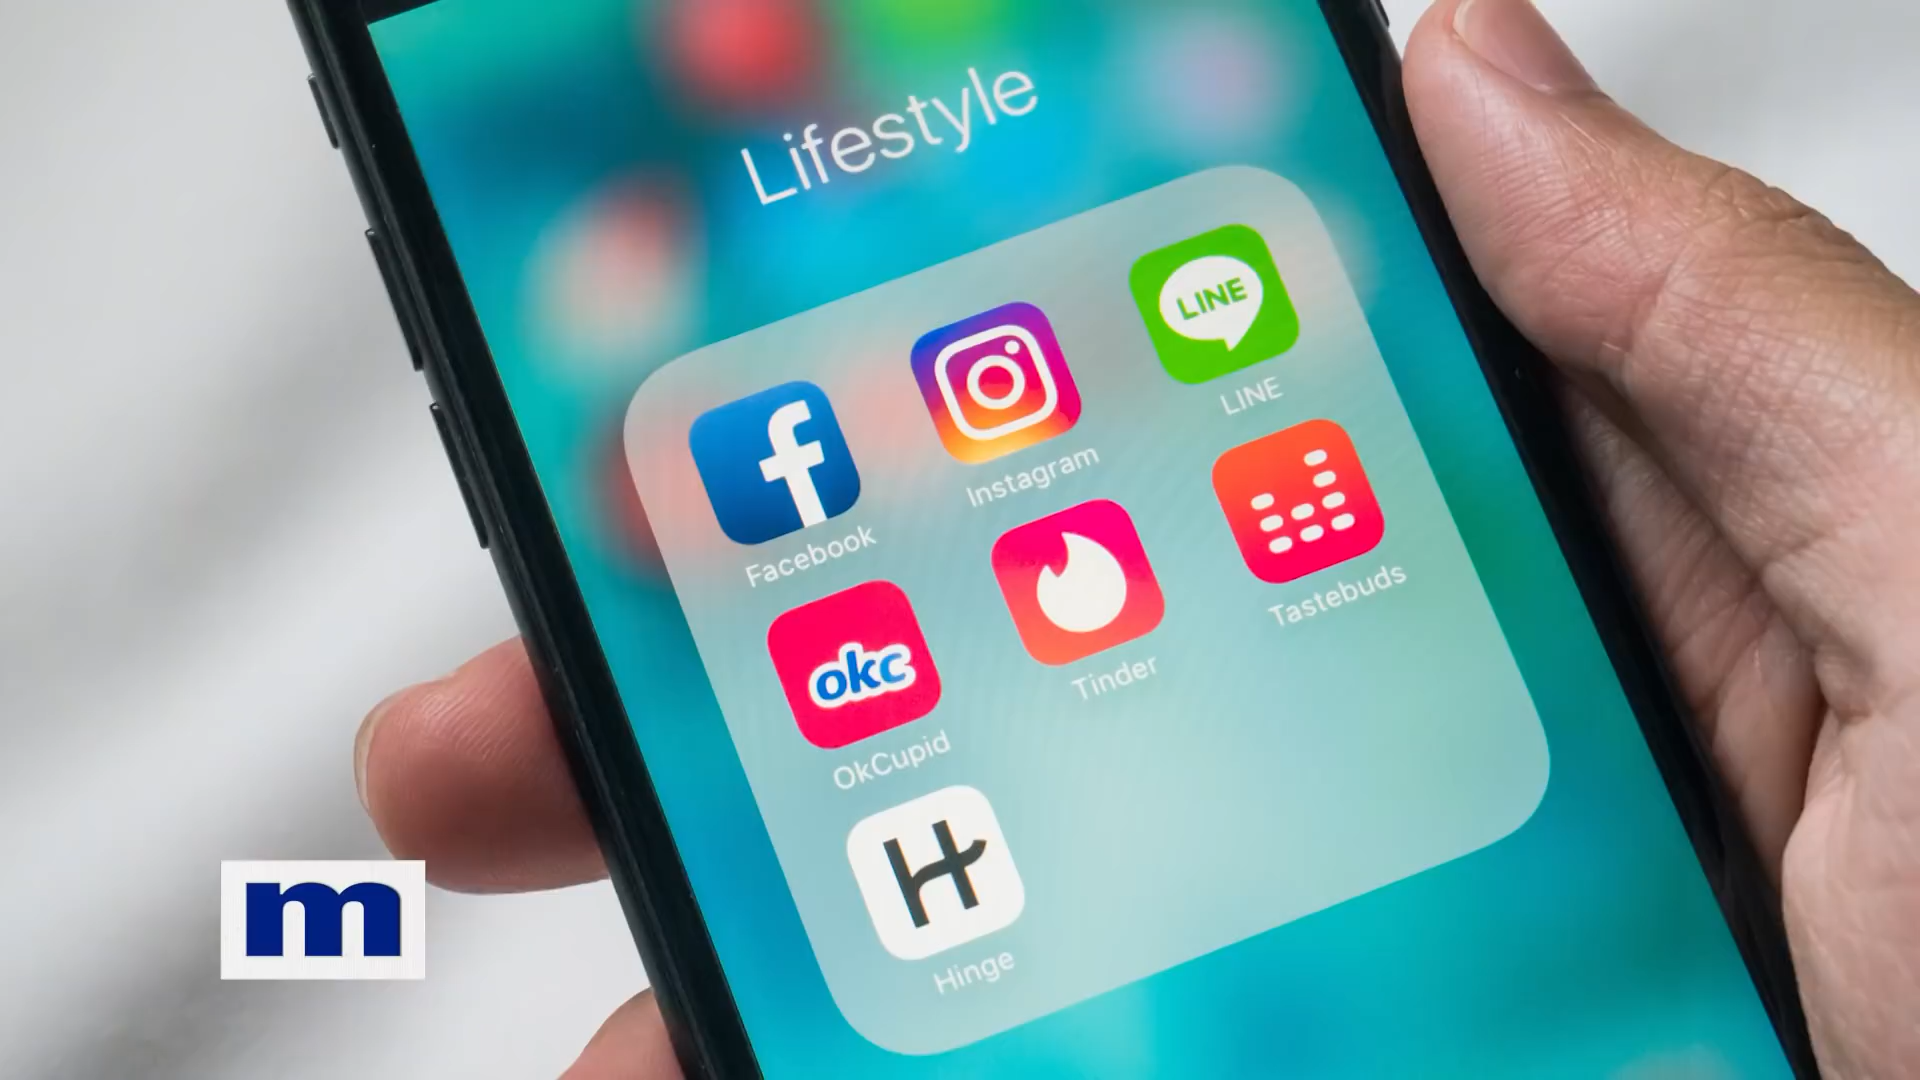 Lifestyle
LINE
Facebook
Instagram
LINE
okc
OkCupid
Tinder
Tastebuds
H
Hinge
m